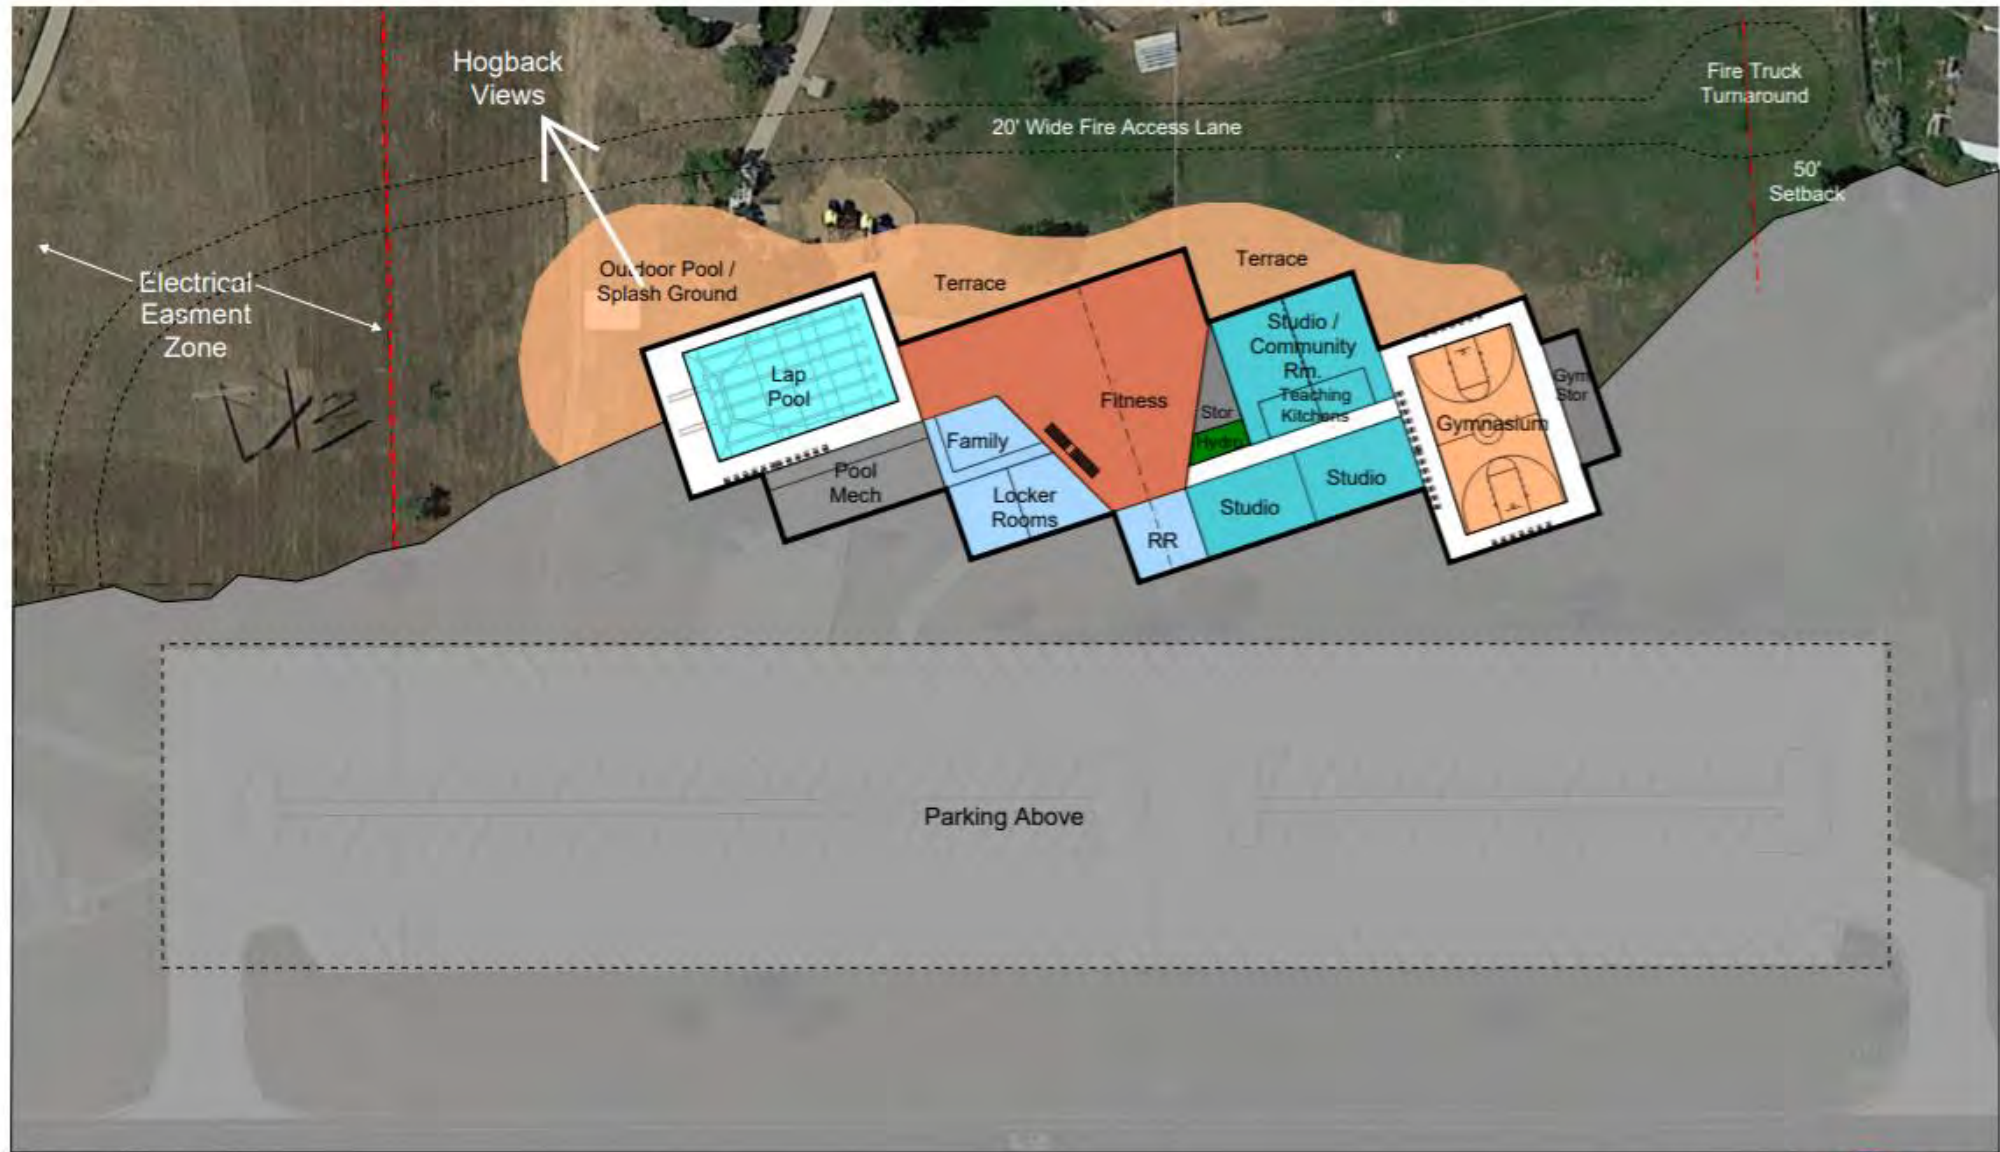 Hogback
Views
Fire Truck
Turnaround
20' Wide Fire Access Lane
50'
Setback
Electrical
Easment
Zone
Outdoor Pool /
Splash Ground
Terrace
Terrace
Lap
Pool
Pool
Mech
Family
Locker
Rooms
Fitness
RR
Stor
Hydro
Studio /
Community
Rm.
Teaching
Kitchens
Studio
Studio
Gymnasium
Gym
Stor
Parking Above